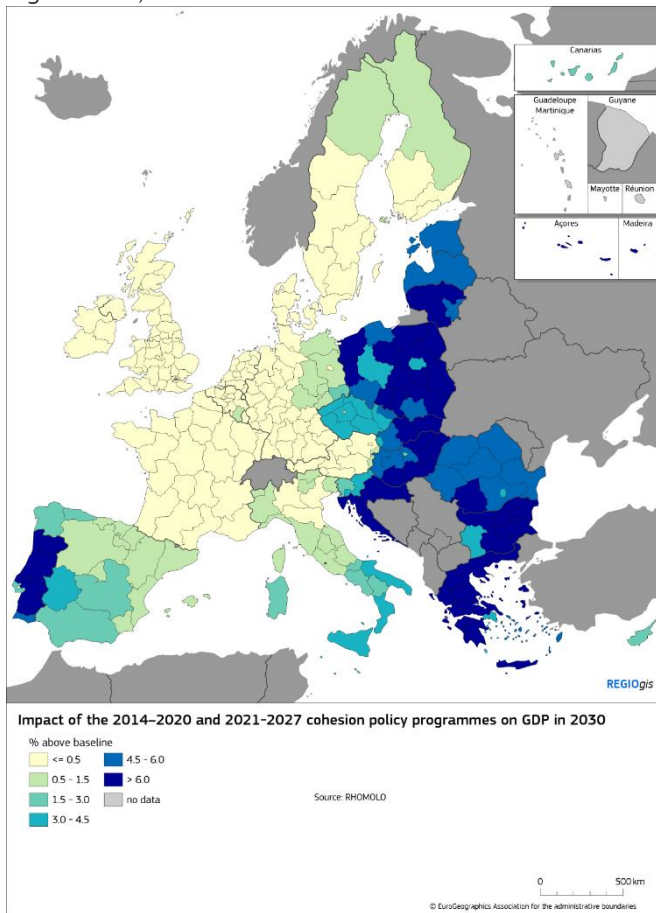 Canarias
Guadeloupe
Martinique
Guyane
Mayotte
Réunion
Açores
Madeira
REGIOgis
Impact of the 2014–2020 and 2021-2027 cohesion policy programmes on GDP in 2030
% above baseline
<= 0.5
0.5 - 1.5
1.5 - 3.0
3.0 - 4.5
4.5 - 6.0
> 6.0
no data
Source: RHOMOLO
0
500 km
© EuroGeographics Association for the administrative boundaries